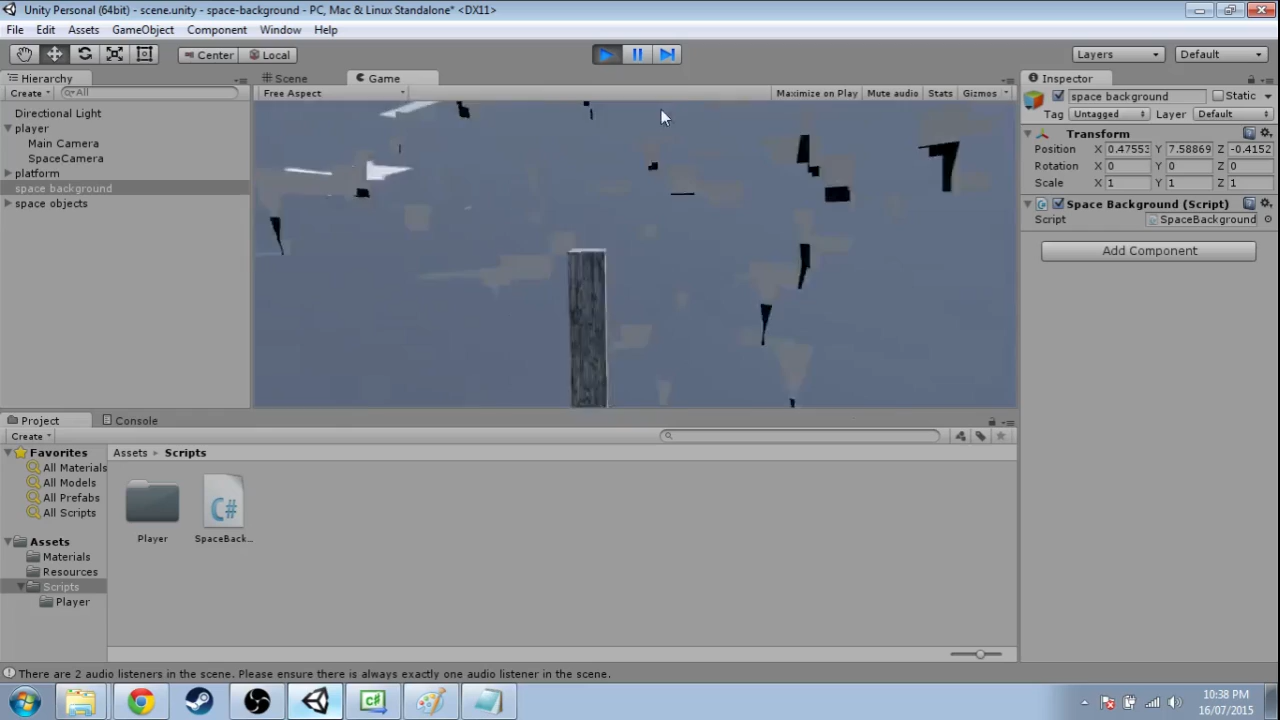 Unity Personal (64bit) - scene.unity - space-background - PC, Mac & Linux Standalone* <DX11>
File Edit Assets GameObject Component Window Help
Center Local Layers Default
Hierarchy Scene Game Inspector
Create All Free Aspect Maximize on Play Mute audio Stats Gizmos space background Static
Directional Light Tag Untagged Layer Default
player Transform
Main Camera Position X 0.47553 Y 7.58869 Z -0.4152
SpaceCamera Rotation X 0 Y 0 Z 0
platform Scale X 1 Y 1 Z 1
space background Space Background (Script)
space objects Script SpaceBackground
Add Component
Project Console
Create
Favorites Assets Scripts
All Materials
All Models
All Prefabs
All Scripts
Player SpaceBack...
Assets
Materials
Resources
Scripts
Player
There are 2 audio listeners in the scene. Please ensure there is always exactly one audio listener in the scene.
10:38 PM
16/07/2015